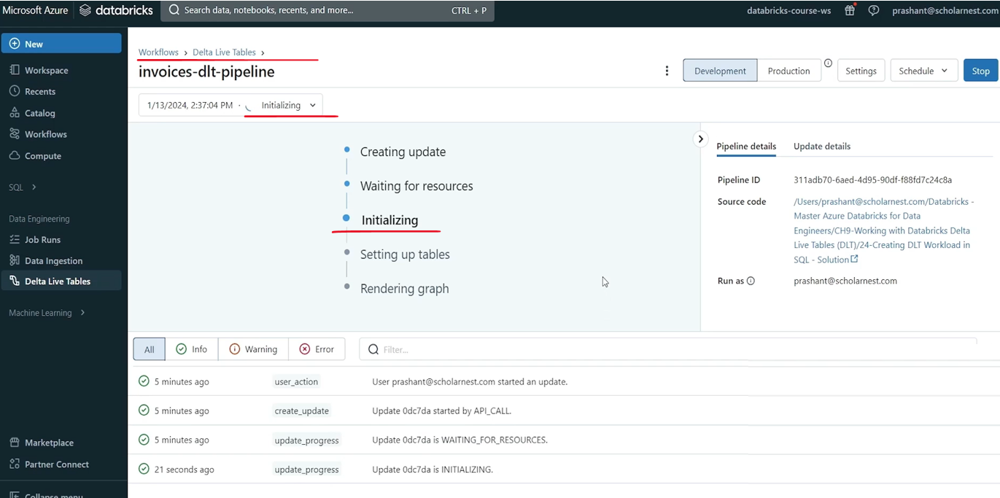 Microsoft Azure
databricks
Search data, notebooks, recents, and more...
CTRL + P
databricks-course-ws
prashant@scholarnest.com
New
Workspace
Recents
Catalog
Workflows
Compute
SQL
Data Engineering
Job Runs
Data Ingestion
Delta Live Tables
Machine Learning
Marketplace
Partner Connect
Collapse menu
Workflows > Delta Live Tables >
invoices-dlt-pipeline
Development
Production
Settings
Schedule
Stop
1/13/2024, 2:37:04 PM · Initializing
Creating update
Waiting for resources
Initializing
Setting up tables
Rendering graph
Pipeline details
Update details
Pipeline ID 311adb70-6aed-4d95-90df-f88fd7c24c8a
Source code /Users/prashant@scholarnest.com/Databricks -
Master Azure Databricks for Data
Engineers/CH9-Working with Databricks Delta
Live Tables (DLT)/24-Creating DLT Workload in
SQL - Solution
Run as prashant@scholarnest.com
All
Info
Warning
Error
Filter...
5 minutes ago user_action User prashant@scholarnest.com started an update.
5 minutes ago create_update Update 0dc7da started by API_CALL.
5 minutes ago update_progress Update 0dc7da is WAITING_FOR_RESOURCES.
21 seconds ago update_progress Update 0dc7da is INITIALIZING.